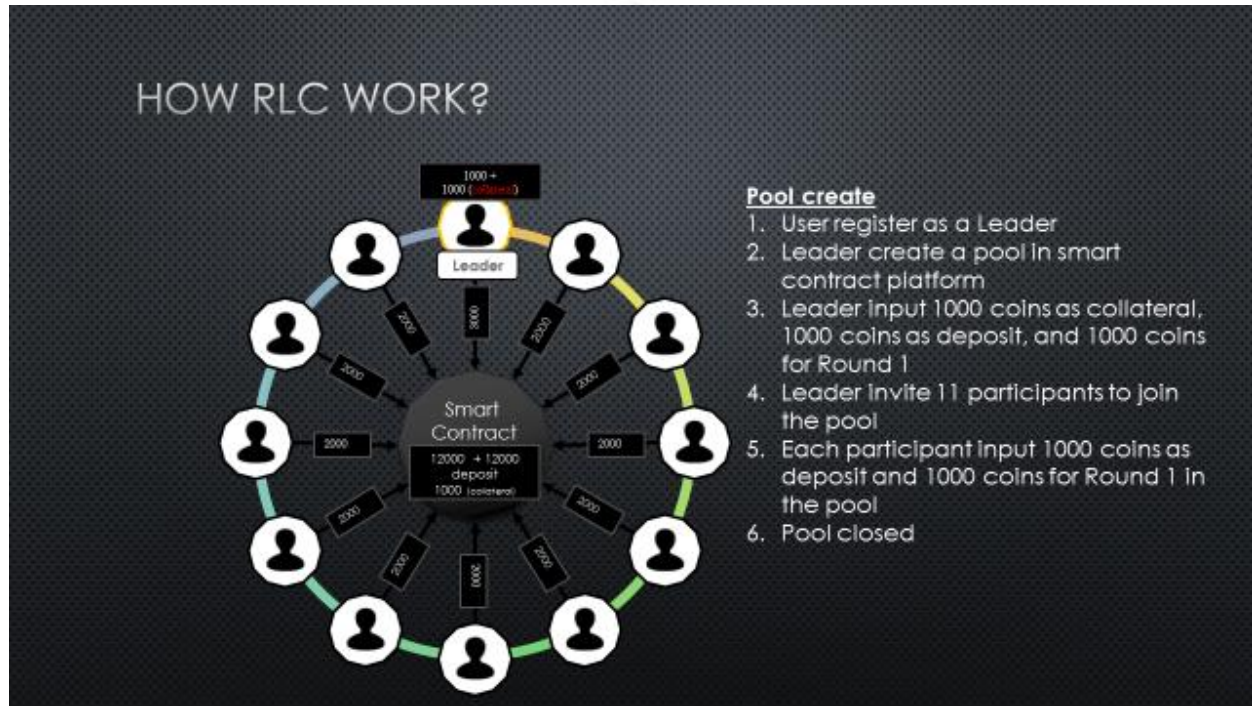 HOW RLC WORK?
1000 +
1000 (collateral)
Leader
3000
2000
2000
2000
2000
2000
2000
2000
2000
2000
2000
2000
Smart
Contract
12000 + 12000
deposit
1000 (colateral)
Pool create
1. User register as a Leader
2. Leader create a pool in smart
contract platform
3. Leader input 1000 coins as collateral,
1000 coins as deposit, and 1000 coins
for Round 1
4. Leader invite 11 participants to join
the pool
5. Each participant input 1000 coins as
deposit and 1000 coins for Round 1 in
the pool
6. Pool closed